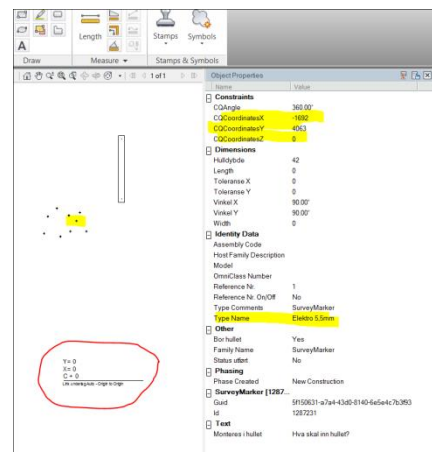 Length
Stamps
Symbols
A
Draw
Measure
Stamps & Symbols
1 of 1
Object Properties
Name Value
Constraints
CQAngle 360.00°
CQCoordinatesX -1692
CQCoordinatesY 4063
CQCoordinatesZ 0
Dimensions
Hulldybde 42
Length 0
Toleranse X 0
Toleranse Y 0
Vinkel X 90.00°
Vinkel Y 90.00°
Width 0
Identity Data
Assembly Code
Host Family Description
Model
OmniClass Number
Reference Nr. 1
Reference Nr. On/Off No
Type Comments SurveyMarker
Type Name Elektro 5,5mm
Other
Bor hullet Yes
Family Name SurveyMarker
Status utført No
Phasing
Phase Created New Construction
SurveyMarker [1287...
Guid 5f150631-a7a4-43d0-8140-6e5e4c7b3f93
Id 1287231
Text
Monteres i hullet Hva skal inn hullet?
Y= 0
X= 0
C + 0
- Origin to Origin